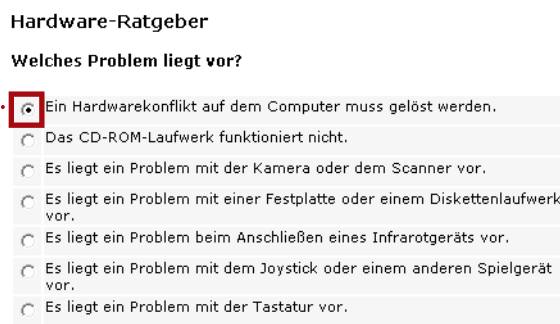 Hardware-Ratgeber
Welches Problem liegt vor?
Ein Hardwarekonflikt auf dem Computer muss gelöst werden.
Das CD-ROM-Laufwerk funktioniert nicht.
Es liegt ein Problem mit der Kamera oder dem Scanner vor.
Es liegt ein Problem mit einer Festplatte oder einem Diskettenlaufwerk
vor.
Es liegt ein Problem beim Anschließen eines Infrarotgeräts vor.
Es liegt ein Problem mit dem Joystick oder einem anderen Spielgerät
vor.
Es liegt ein Problem mit der Tastatur vor.